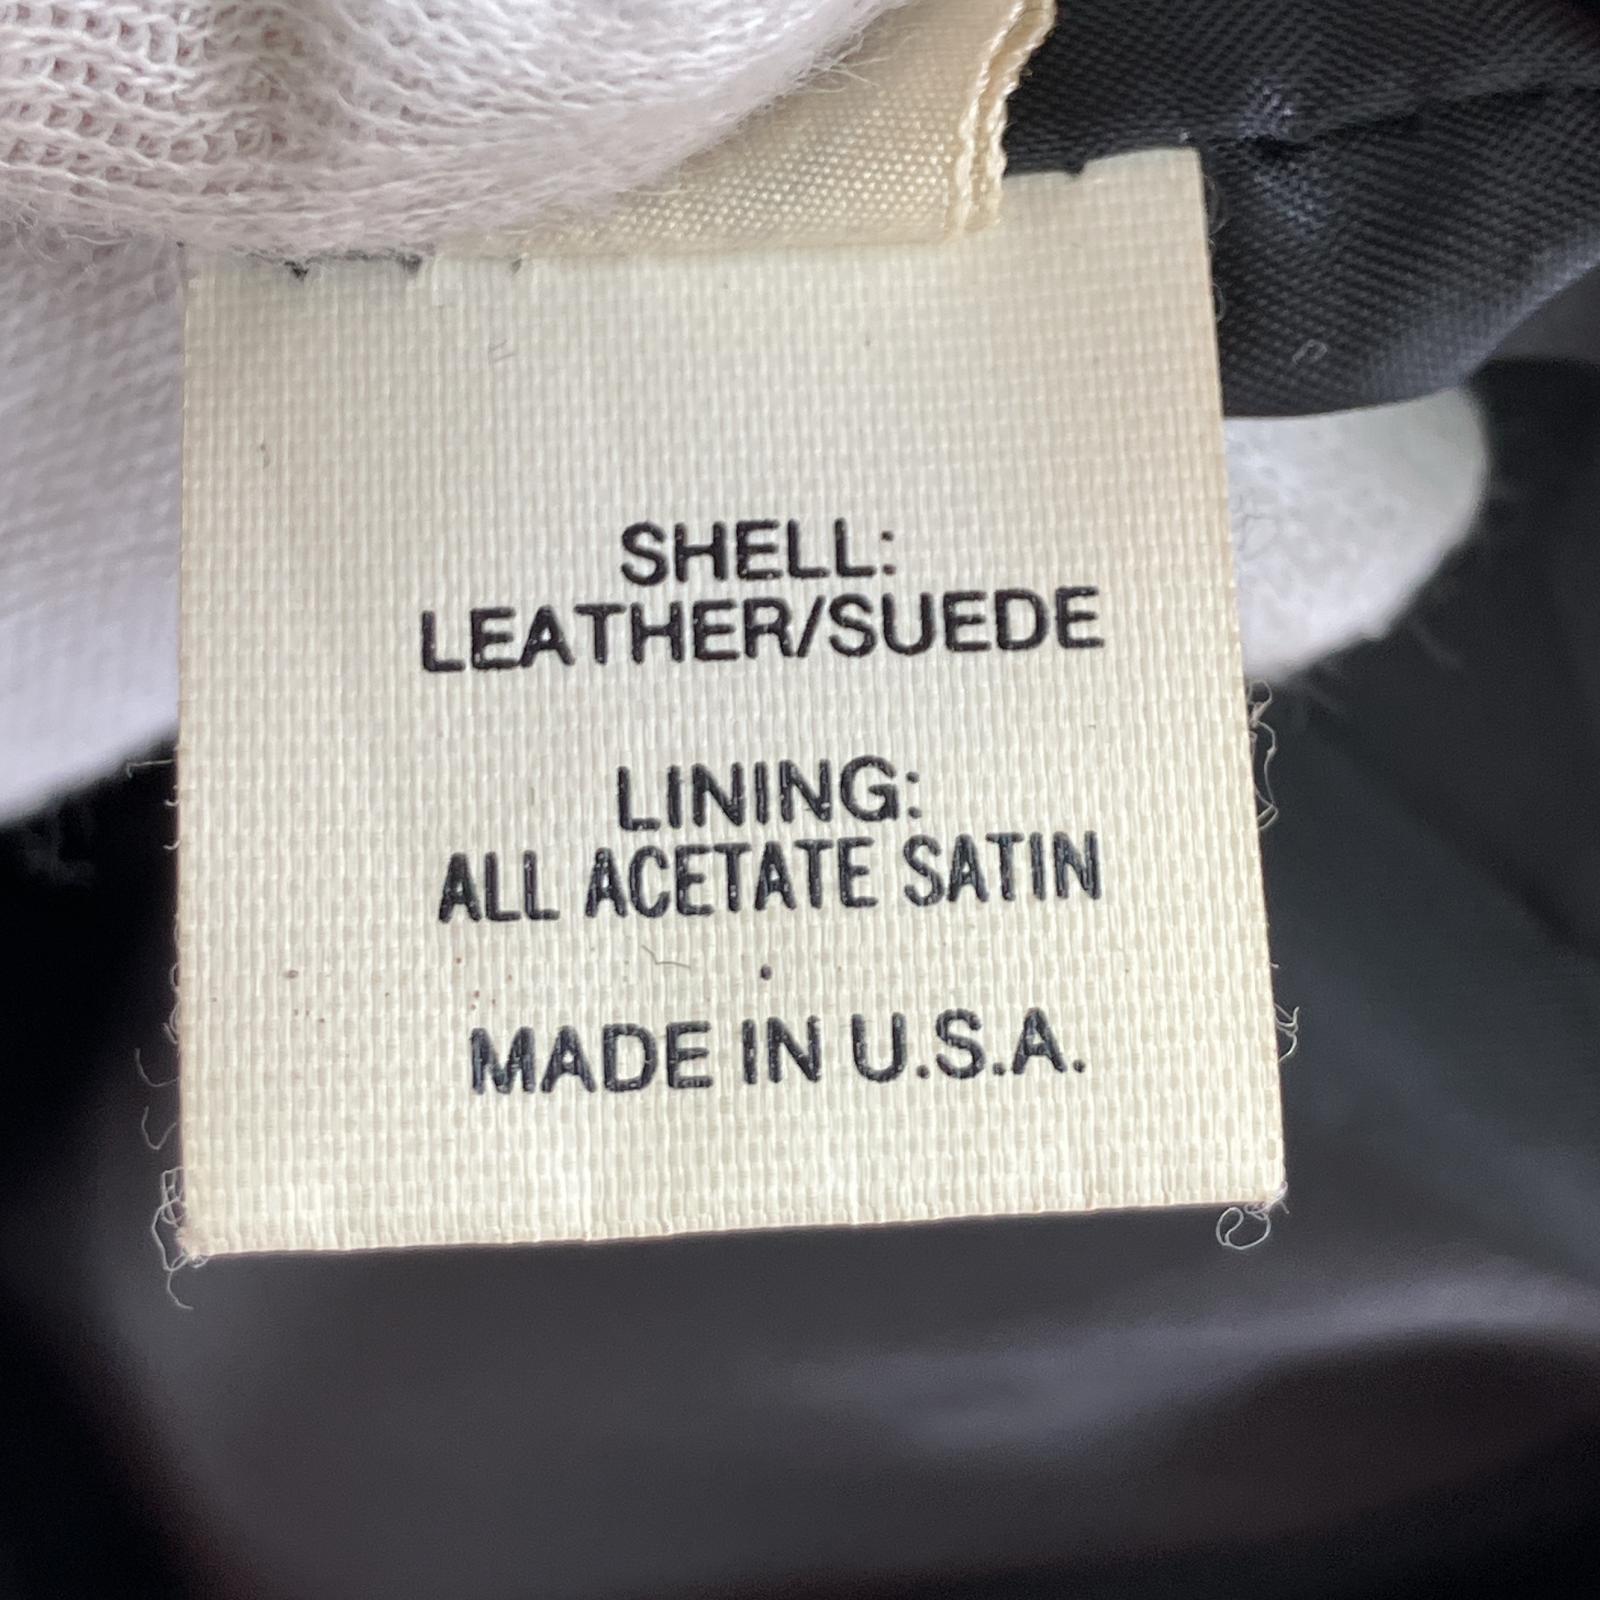 SHELL:
LEATHER/SUEDE
LINING:
ALL ACETATE SATIN
MADE IN U.S.A.